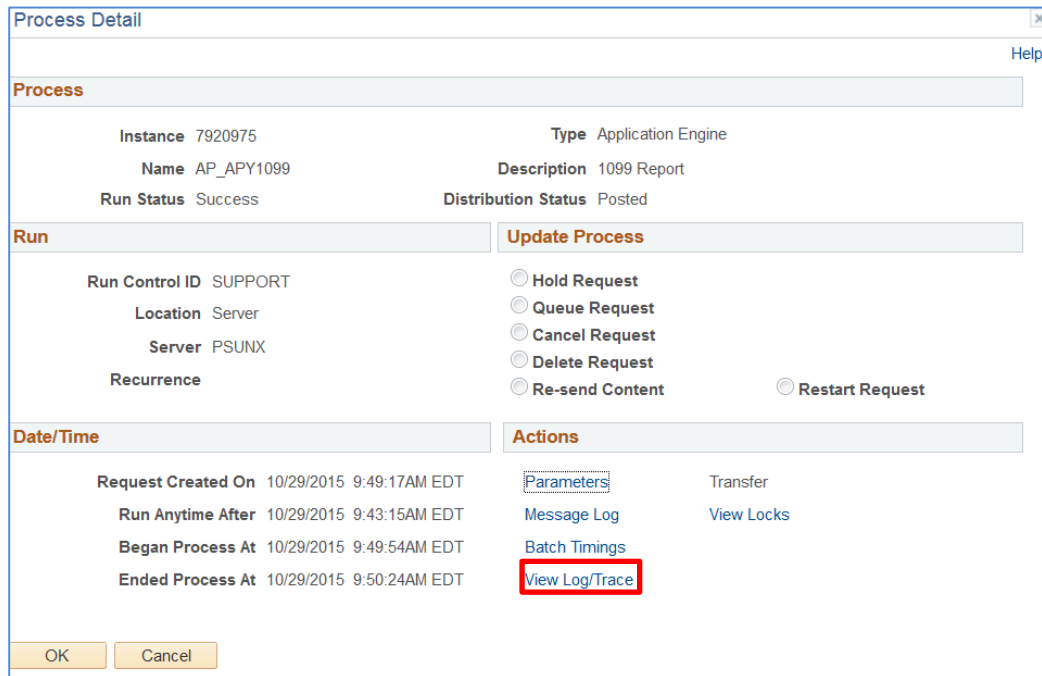 Process Detail
Help
Process
Instance 7920975 Type Application Engine
Name AP_APY1099 Description 1099 Report
Run Status Success Distribution Status Posted
Run
Run Control ID SUPPORT
Location Server
Server PSUNX
Recurrence
Update Process
Hold Request
Queue Request
Cancel Request
Delete Request
Re-send Content Restart Request
Date/Time
Request Created On 10/29/2015 9:49:17AM EDT
Run Anytime After 10/29/2015 9:43:15AM EDT
Began Process At 10/29/2015 9:49:54AM EDT
Ended Process At 10/29/2015 9:50:24AM EDT
Actions
Parameters Transfer
Message Log View Locks
Batch Timings
View Log/Trace
OK Cancel